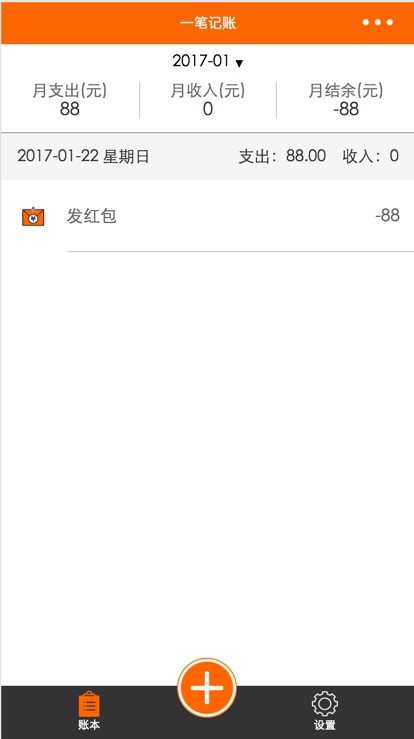 一笔记账
2017-01 ▼
月支出(元) 月收入(元) 月结余(元)
88 0 -88
2017-01-22 星期日 支出：88.00 收入：0
发红包 -88
账本 设置